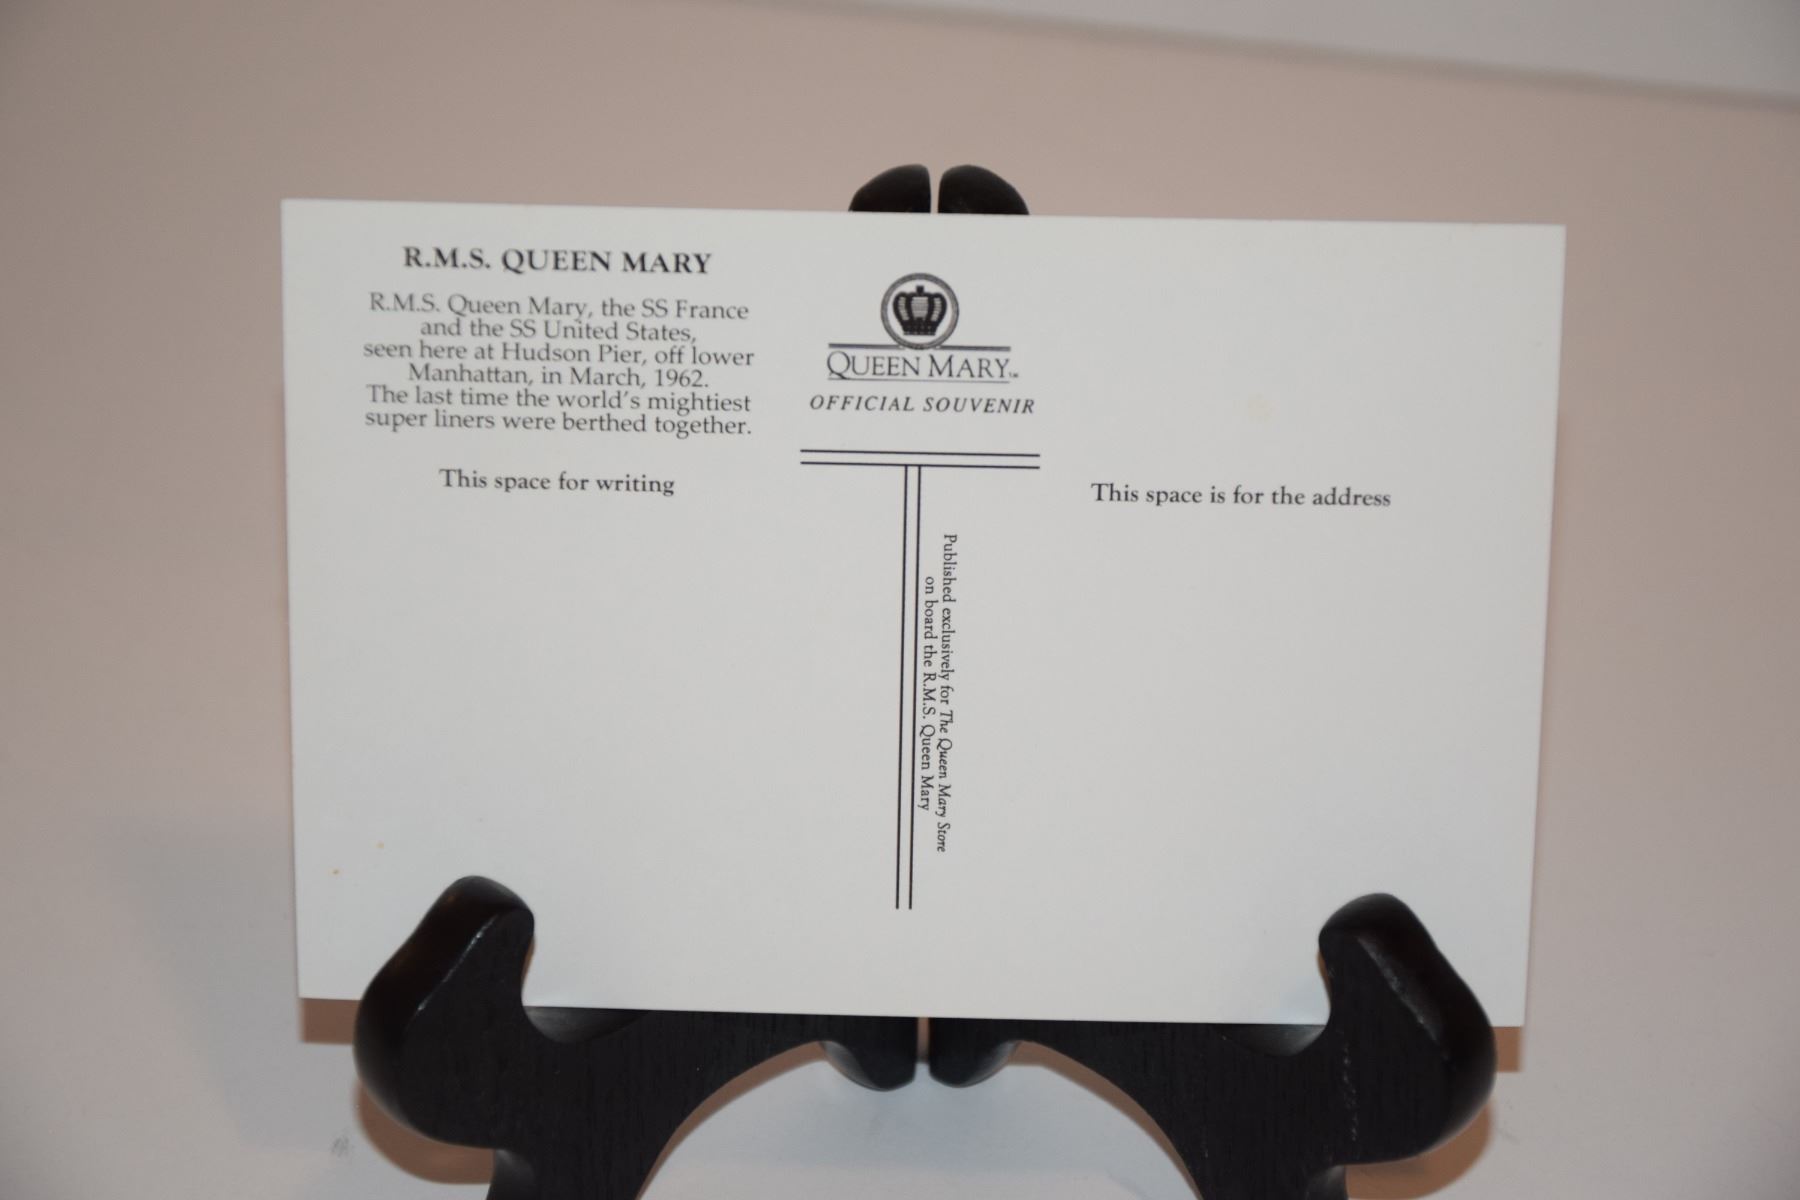 R.M.S. QUEEN MARY
R.M.S. Queen Mary, the SS France
and the SS United States,
seen here at Hudson Pier, off lower
Manhattan, in March, 1962.
The last time the world's mightiest
super liners were berthed together.
This space for writing
QUEEN MARY™
OFFICIAL SOUVENIR
Published exclusively for The Queen Mary Store
on board the R.M.S. Queen Mary
This space is for the address